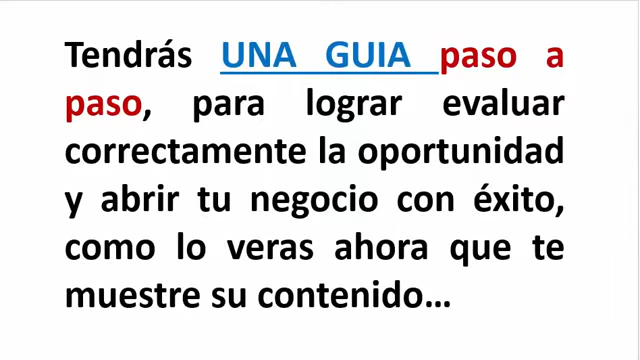 Tendrás UNA GUIA paso a
paso, para lograr evaluar
correctamente la oportunidad
y abrir tu negocio con éxito,
como lo veras ahora que te
muestre su contenido...